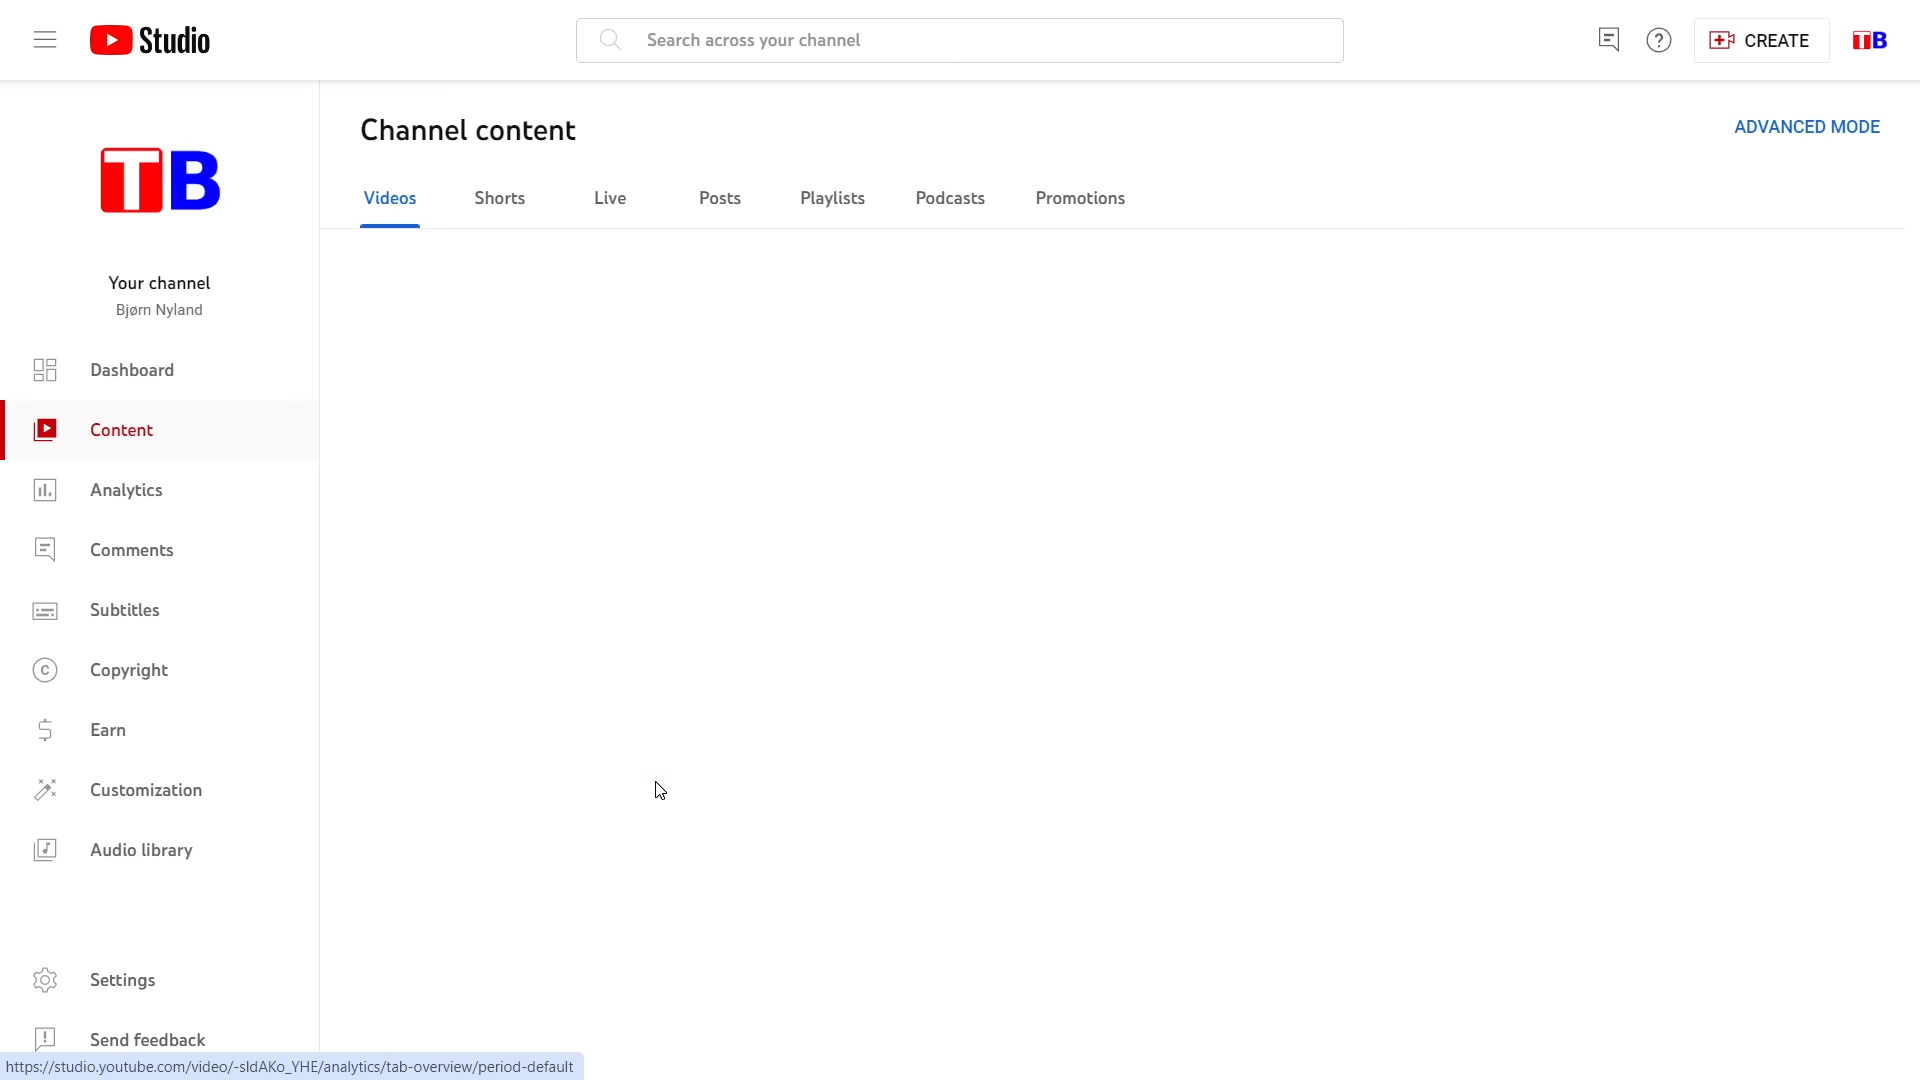 Studio
Search across your channel
CREATE
TB
TB
Channel content
ADVANCED MODE
Videos
Shorts
Live
Posts
Playlists
Podcasts
Promotions
Your channel
Bjørn Nyland
Dashboard
Content
Analytics
Comments
Subtitles
Copyright
Earn
Customization
Audio library
Settings
Send feedback
https://studio.youtube.com/video/-sldAKo_YHE/analytics/tab-overview/period-default